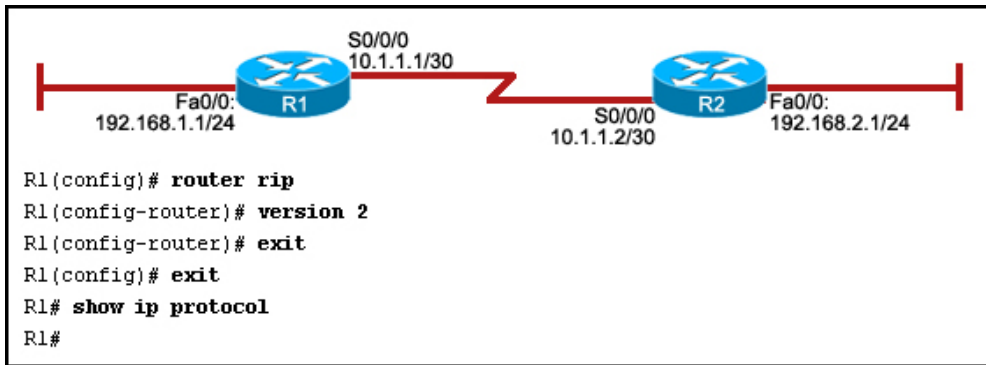 S0/0/0
10.1.1.1/30
R1
Fa0/0:
192.168.1.1/24
R2
S0/0/0
10.1.1.2/30
Fa0/0:
192.168.2.1/24
R1(config)# router rip
R1(config-router)# version 2
R1(config-router)# exit
R1(config)# exit
R1# show ip protocol
R1#